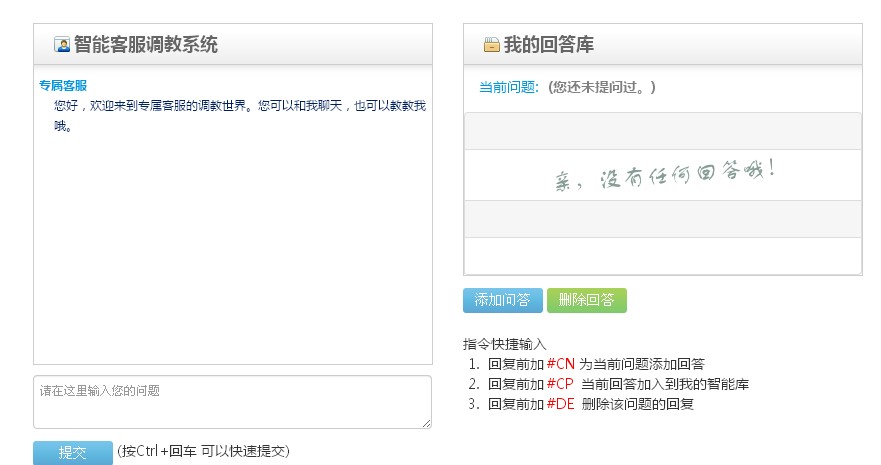 智能客服调教系统
专属客服
您好，欢迎来到专属客服的调教世界。您可以和我聊天，也可以教教我
哦。
请在这里输入您的问题
提交 (按Ctrl+回车 可以快速提交)
我的回答库
当前问题: (您还未提问过。)
亲，没有任何回答哦！
添加问答 删除回答
指令快捷输入
1. 回复前加 #CN 为当前问题添加回答
2. 回复前加 #CP 当前回答加入到我的智能库
3. 回复前加 #DE 删除该问题的回复